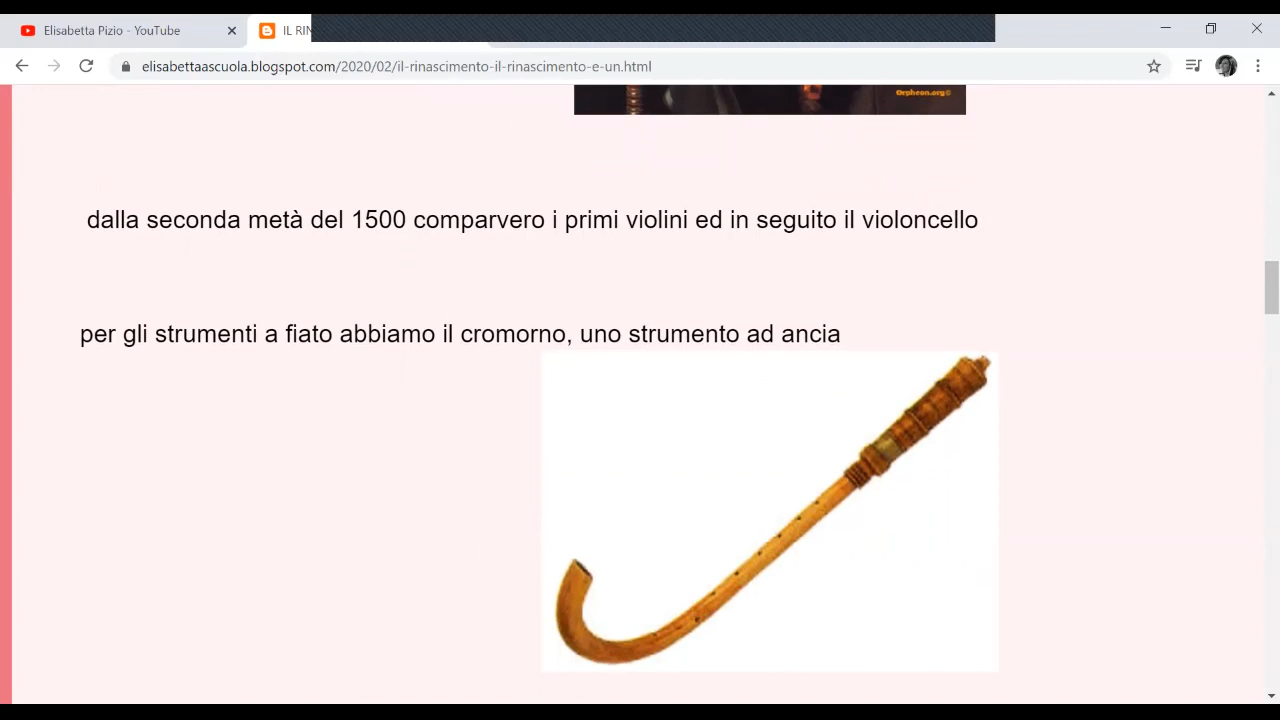 Elisabetta Pizio - YouTube
IL RIN
elisabettaascuola.blogspot.com/2020/02/il-rinascimento-il-rinascimento-e-un.html
Orpheon.org©
dalla seconda metà del 1500 comparvero i primi violini ed in seguito il violoncello
per gli strumenti a fiato abbiamo il cromorno, uno strumento ad ancia